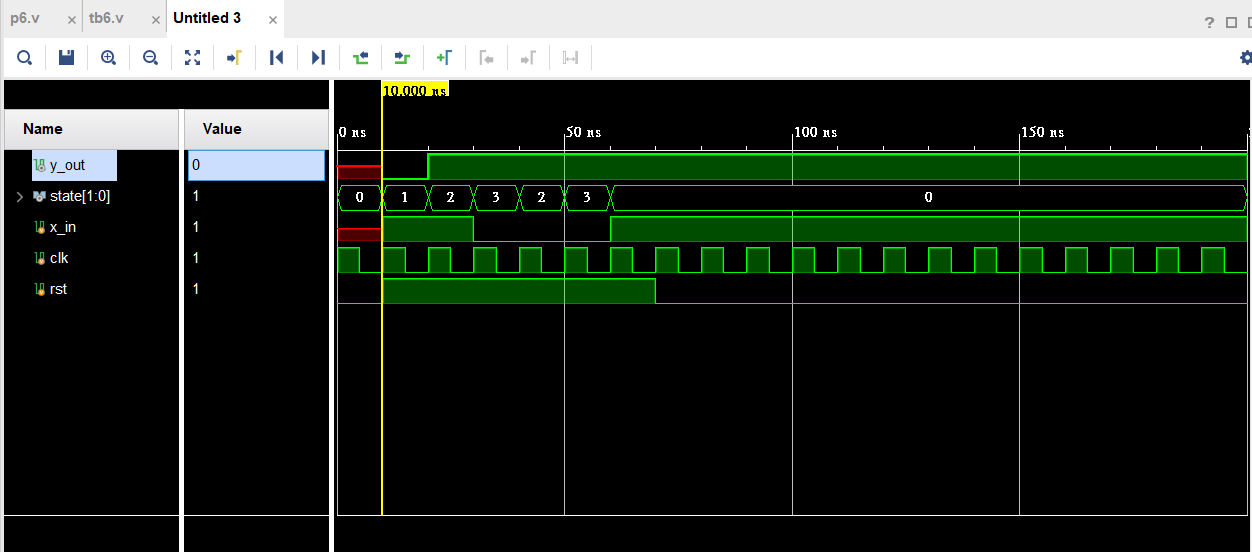 p6.v × tb6.v × Untitled 3 ×
?
10.000 ns
Name Value
0 ns 50 ns 100 ns 150 ns
y_out 0
state[1:0] 1 0 1 2 3 2 3 0
x_in 1
clk 1
rst 1